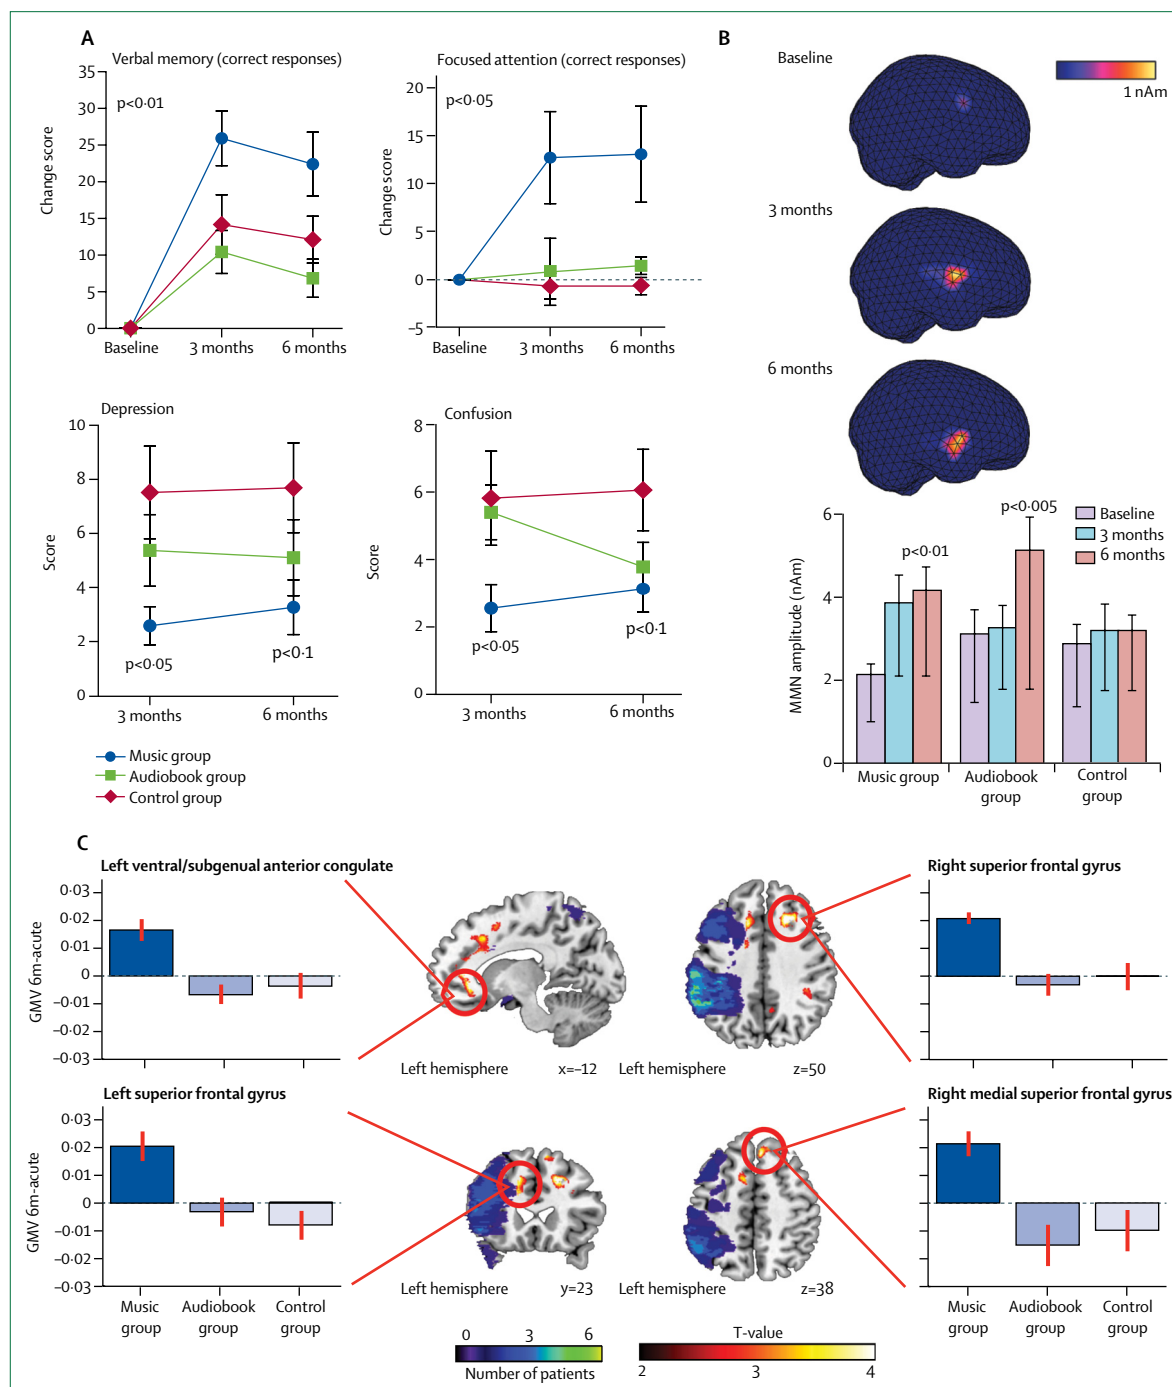 A
Verbal memory (correct responses)
35
30
25
20
15
10
5
0
Change score
p<0·01
Baseline
3 months
6 months
Focused attention (correct responses)
20
15
10
5
0
–5
Change score
p<0·05
Baseline
3 months
6 months
Depression
10
8
6
4
2
0
Score
p<0·05
p<0·1
3 months
6 months
Confusion
8
6
4
2
0
Score
p<0·05
p<0·1
3 months
6 months
Music group
Audiobook group
Control group
B
Baseline
1 nAm
3 months
6 months
6
4
2
0
MMN amplitude (nAm)
p<0·01
p<0·005
Baseline
3 months
6 months
Music group
Audiobook
group
Control
group
C
Left ventral/subgenual anterior congulate
0·03
0·02
0·01
0
–0·01
–0·02
–0·03
GMV 6m-acute
Left hemisphere
x=–12
Left hemisphere
z=50
Right superior frontal gyrus
Left superior frontal gyrus
0·03
0·02
0·01
0
–0·01
–0·02
–0·03
GMV 6m-acute
Music
group
Audiobook
group
Control
group
Left hemisphere
y=23
Left hemisphere
z=38
Right medial superior frontal gyrus
Music
group
Audiobook
group
Control
group
0
3
6
Number of patients
T-value
2
3
4